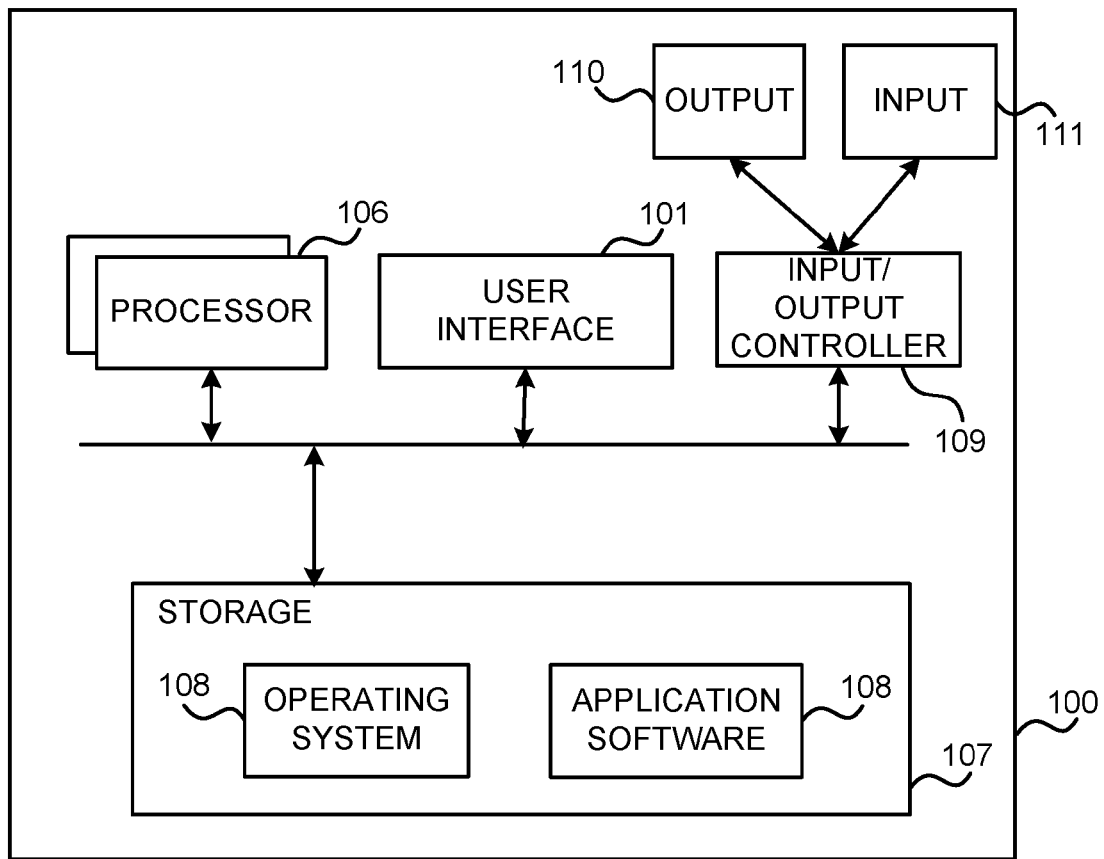 110
OUTPUT
INPUT
111
106
101
PROCESSOR
USER
INTERFACE
INPUT/
OUTPUT
CONTROLLER
109
STORAGE
108
OPERATING
SYSTEM
APPLICATION
SOFTWARE
108
100
107